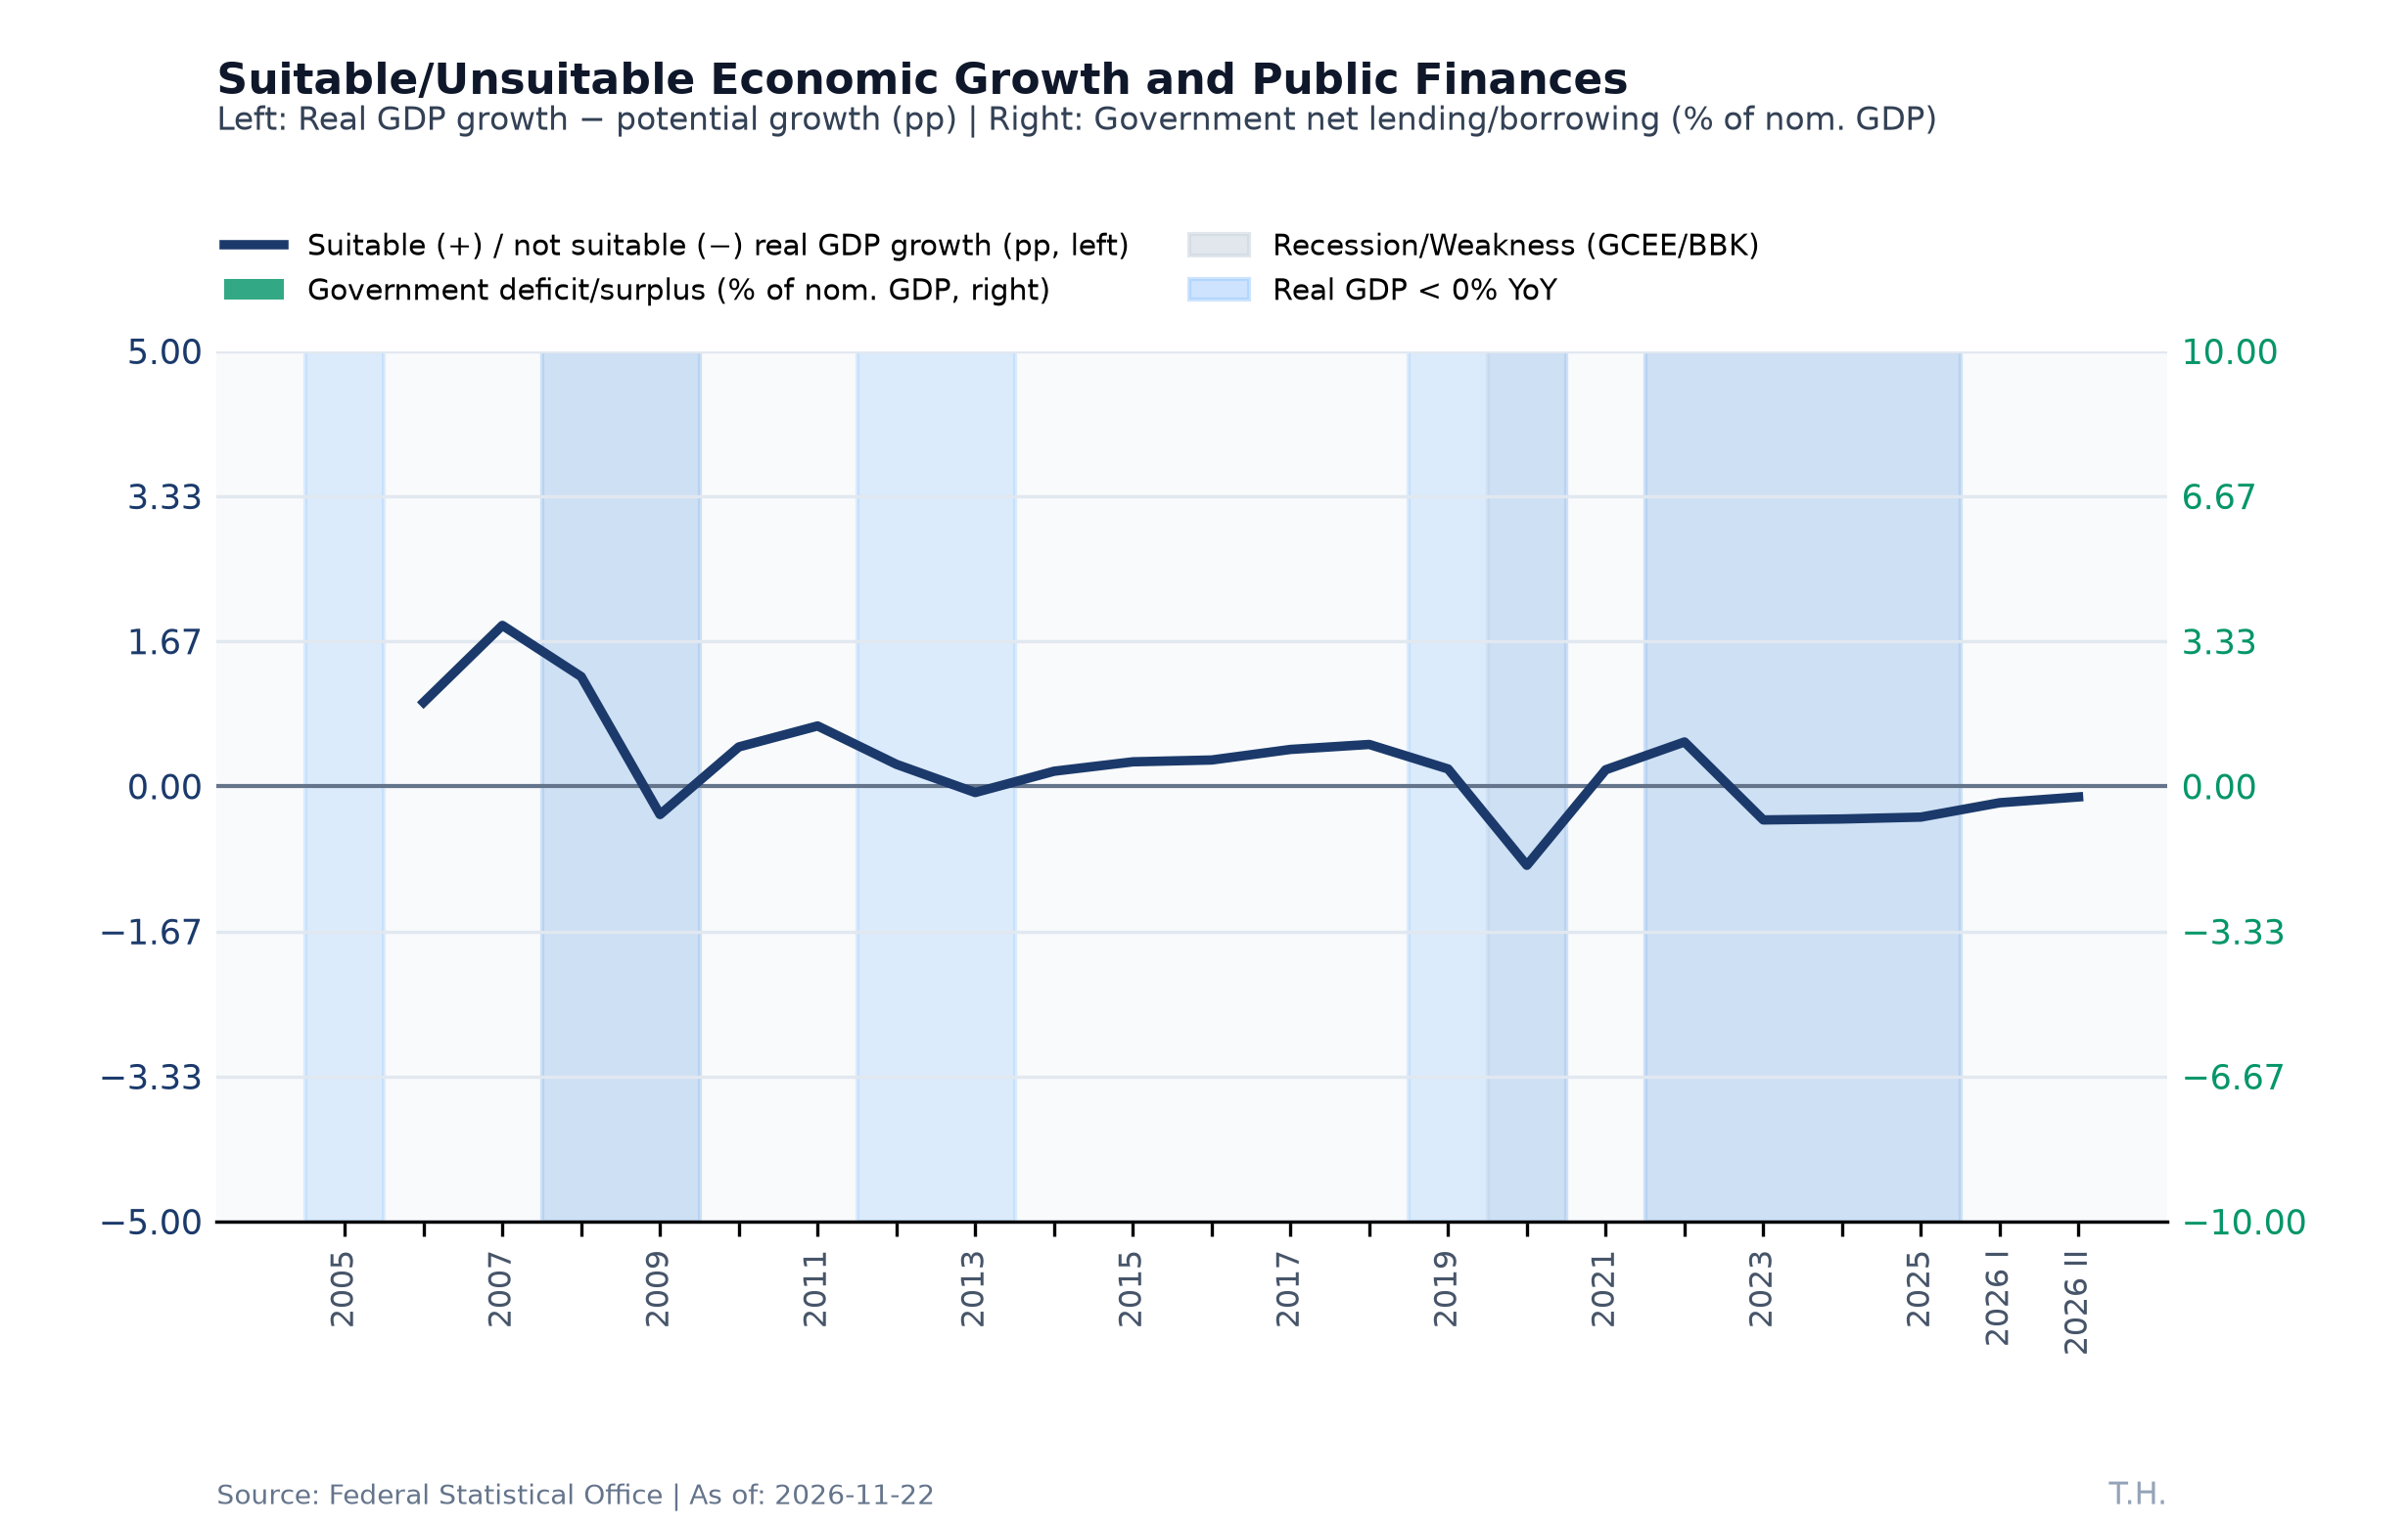 Suitable/Unsuitable Economic Growth and Public Finances
Left: Real GDP growth − potential growth (pp) | Right: Government net lending/borrowing (% of nom. GDP)
Suitable (+) / not suitable (−) real GDP growth (pp, left)
Government deficit/surplus (% of nom. GDP, right)
Recession/Weakness (GCEE/BBK)
Real GDP < 0% YoY
5.00
3.33
1.67
0.00
−1.67
−3.33
−5.00
10.00
6.67
3.33
0.00
−3.33
−6.67
−10.00
2005
2007
2009
2011
2013
2015
2017
2019
2021
2023
2025
2026 I
2026 II
Source: Federal Statistical Office | As of: 2026-11-22
T.H.